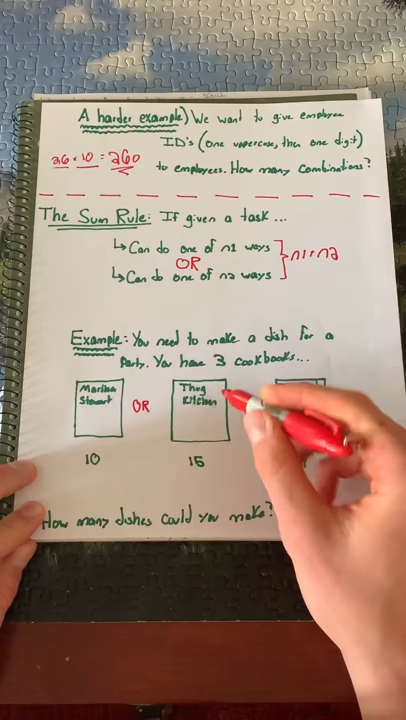 A harder example) We want to give employee
ID's (one uppercase, then one digit)
26 · 10 = 260
to employees. How many combinations?
The Sum Rule: If given a task...
↳ Can do one of n1 ways
OR
↳ Can do one of n2 ways
n1+n2
Example: You need to make a dish for a
Party. You have 3 cookbooks...
Martha
Stewart
OR
Thug
Kitchen
10
15
How many dishes could you make?